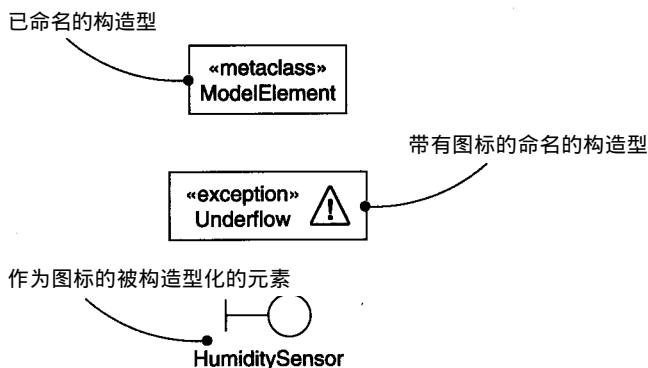 已命名的构造型
«metaclass»
ModelElement
带有图标的命名的构造型
«exception»
Underflow
作为图标的被构造型化的元素
HumiditySensor